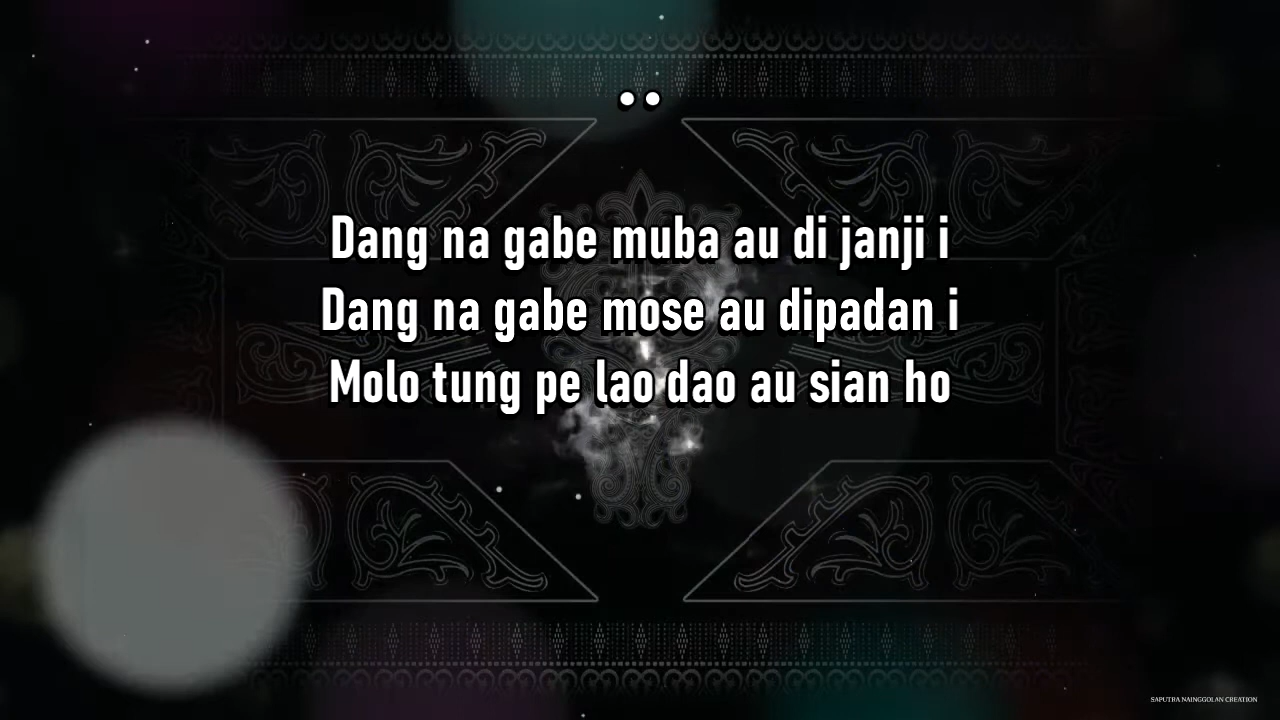 Dang na gabe muba au di janji i
Dang na gabe mose au dipadan i
Molo tung pe lao dao au sian ho
SAPUTRA NAINGGOLAN CREATION